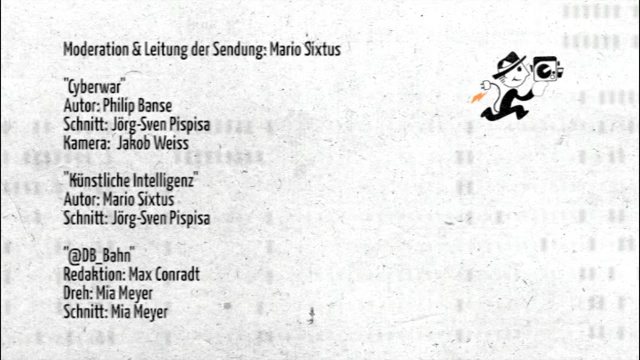 Moderation & Leitung der Sendung: Mario Sixtus
"Cyberwar"
Autor: Philip Banse
Schnitt: Jörg-Sven Pispisa
Kamera: Jakob Weiss
"Künstliche Intelligenz"
Autor: Mario Sixtus
Schnitt: Jörg-Sven Pispisa
"@DB_Bahn"
Redaktion: Max Conradt
Dreh: Mia Meyer
Schnitt: Mia Meyer